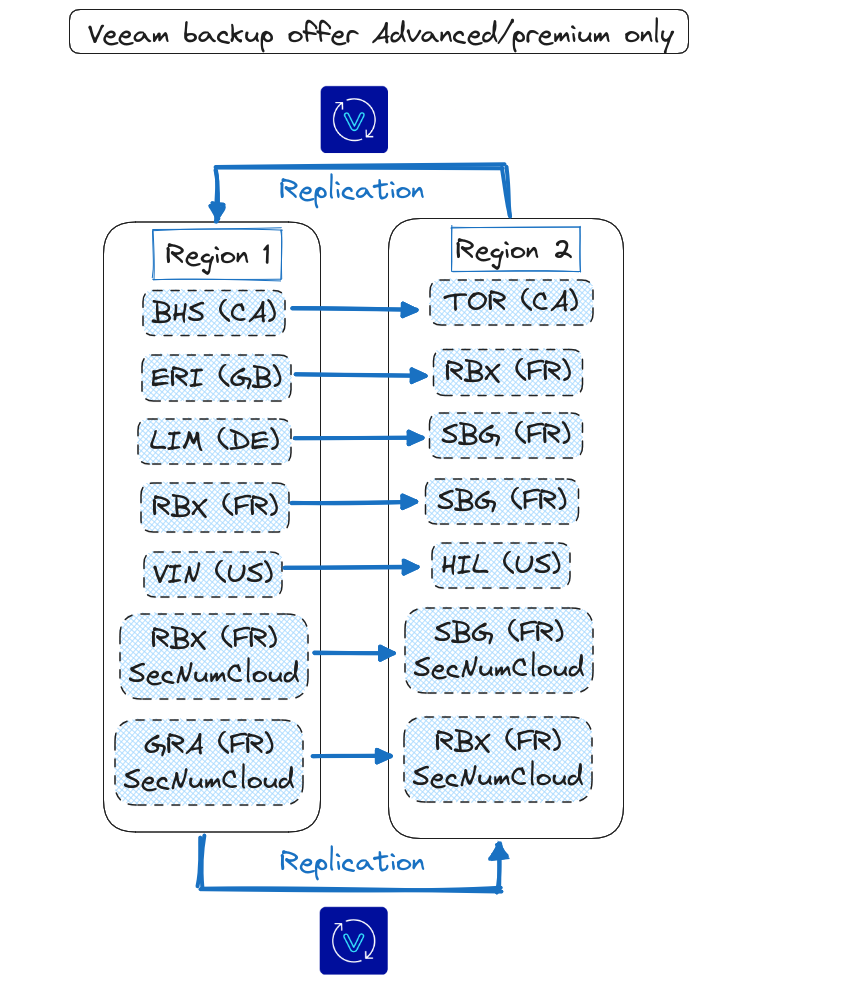 Veeam backup offer Advanced/premium only
Replication
Region 1
Region 2
BHS (CA)
TOR (CA)
ERI (GB)
RBX (FR)
LIM (DE)
SBG (FR)
RBX (FR)
SBG (FR)
VIN (US)
HIL (US)
RBX (FR)
SecNumCloud
SBG (FR)
SecNumCloud
GRA (FR)
SecNumCloud
RBX (FR)
SecNumCloud
Replication